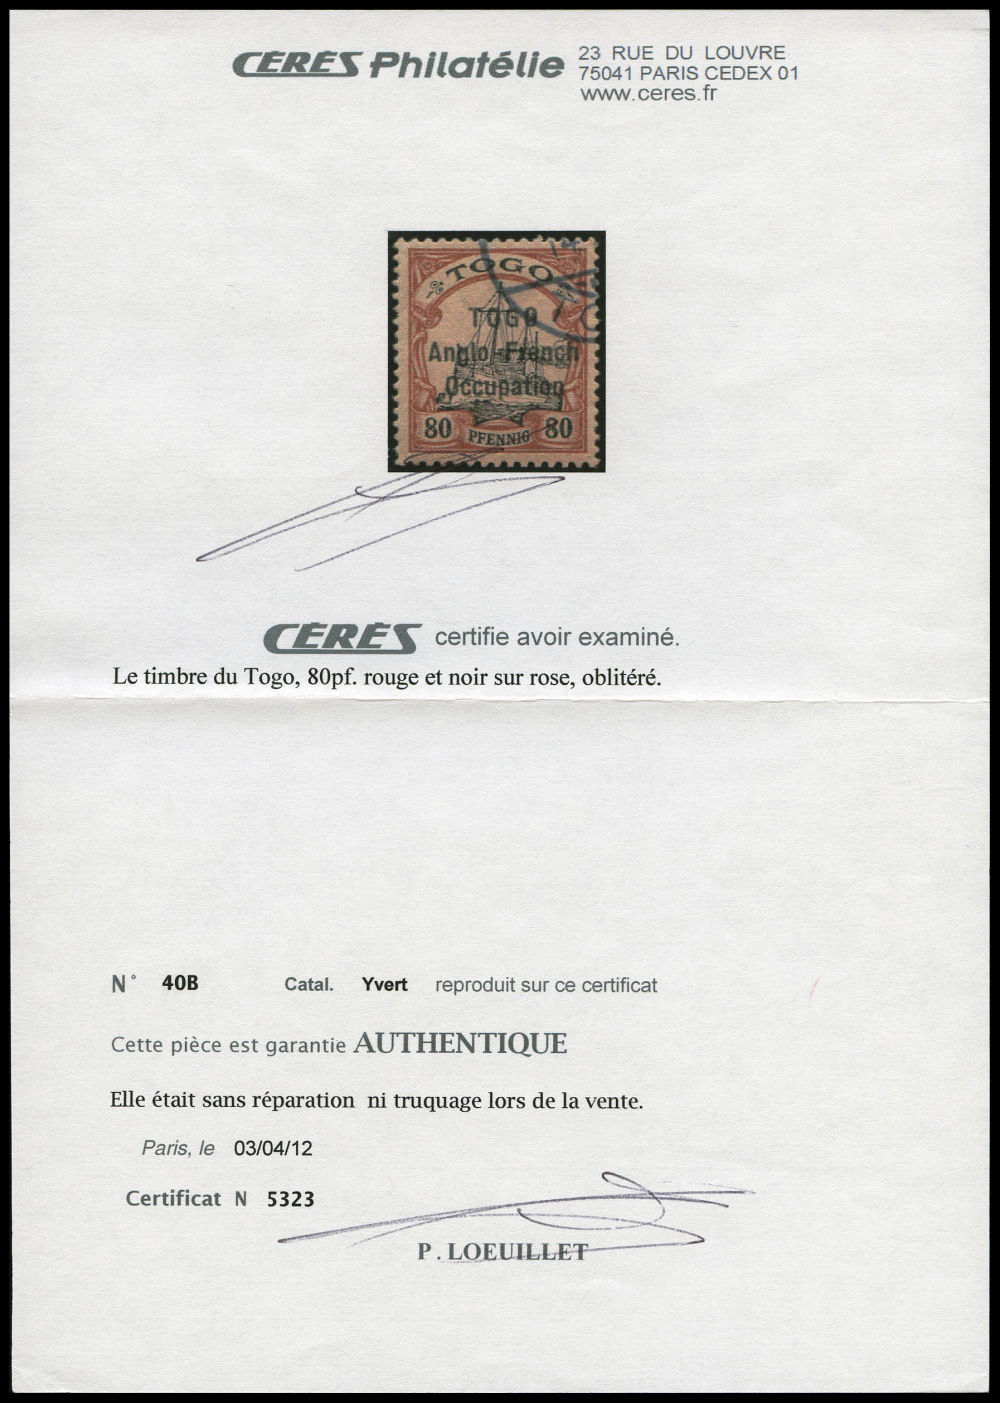 CÉRÈS Philatélie
23 RUE DU LOUVRE
75041 PARIS CEDEX 01
www.ceres.fr
TOGO
TOGO
Anglo-French
Occupation
80 PFENNIG 80
CÉRÈS certifie avoir examiné.
Le timbre du Togo, 80pf. rouge et noir sur rose, oblitéré.
N° 40B Catal. Yvert reproduit sur ce certificat
Cette pièce est garantie AUTHENTIQUE
Elle était sans réparation ni truquage lors de la vente.
Paris, le 03/04/12
Certificat N 5323
P. LOEUILLET